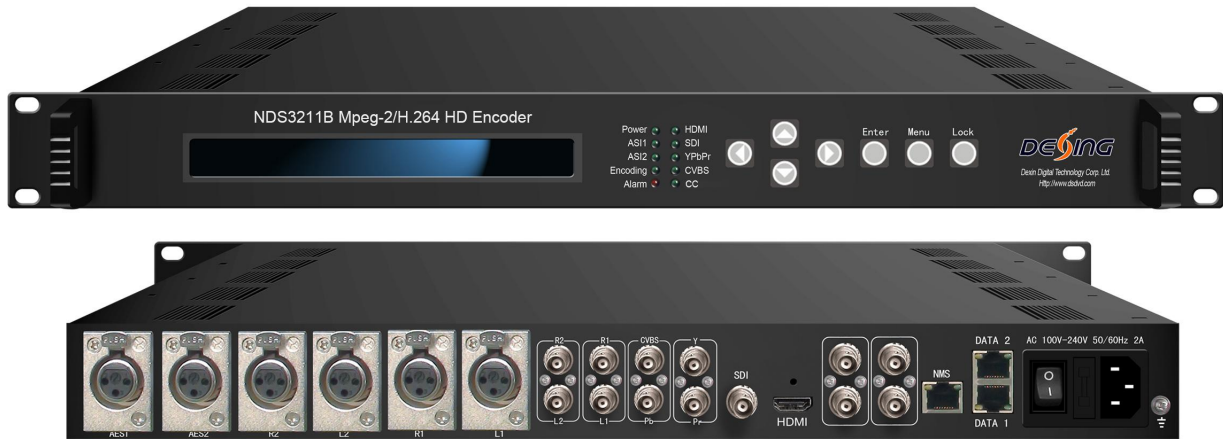 NDS3211B Mpeg-2/H.264 HD Encoder
Power HDMI
ASI1 SDI
ASI2 YPbPr
Encoding CVBS
Alarm CC
Enter Menu Lock
DESING
Dexin Digital Technology Corp. Ltd.
Http://www.dsdvd.com
R2 R1 CVBS Y
DATA 2 AC 100V-240V 50/60Hz 2A
SDI
NMS
HDMI
L2 L1 Pb Pr
DATA 1
AES1 AES2 R2 L2 R1 L1